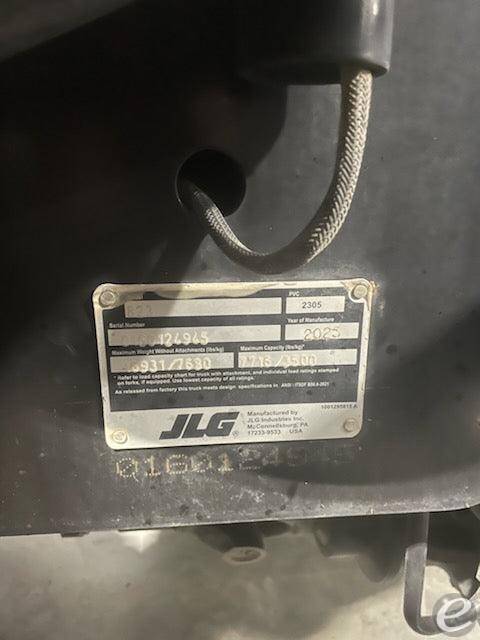 PVC
2305
Serial Number
Year of Manufacture
124945
2025
Maximum Weight Without Attachments (lbs/kg)
Maximum Capacity (lbs/kg)*
/7680
7716/3500
* Refer to load capacity chart for truck with attachment, and individual load ratings stamped
on forks, if equipped. Use lowest capacity of all ratings.
As released from factory this truck meets design specifications in ANSI / ITSDF B56.6-2021
1001295815 A
JLG®
Manufactured by
JLG Industries Inc.
McConnellsburg, PA
17233-9533 USA
e